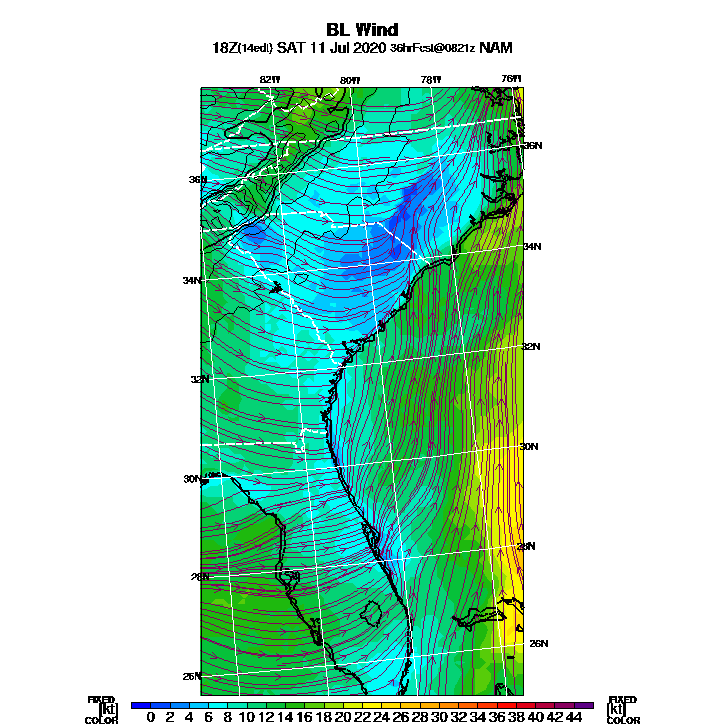 BL Wind
18Z(14edt) SAT 11 Jul 2020 36hrFcst@0821z NAM
82W 80W 78W 76W
36N 36N
34N 34N
32N 32N
30N 30N
28N 28N
26N 26N
FIXED FIXED
[kt] 0 2 4 6 8 10 12 14 16 18 20 22 24 26 28 30 32 34 36 38 40 42 44 [kt]
COLOR COLOR